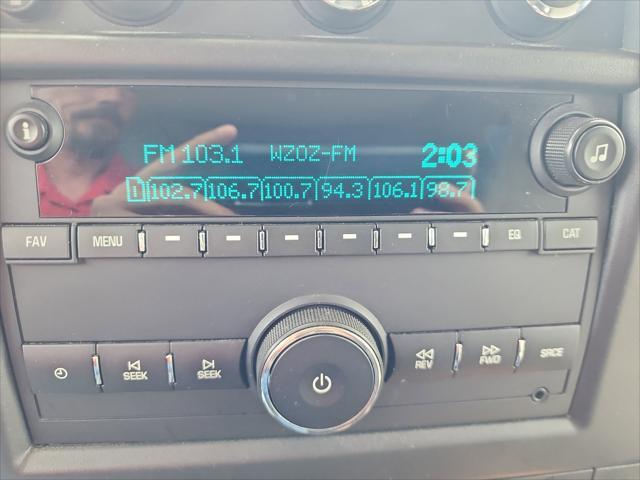 FM 103.1 WZOZ-FM 2:03
1 102.7 106.7 100.7 94.3 106.1 98.7
FAV MENU EQ CAT
SEEK SEEK REV FWD SRCE